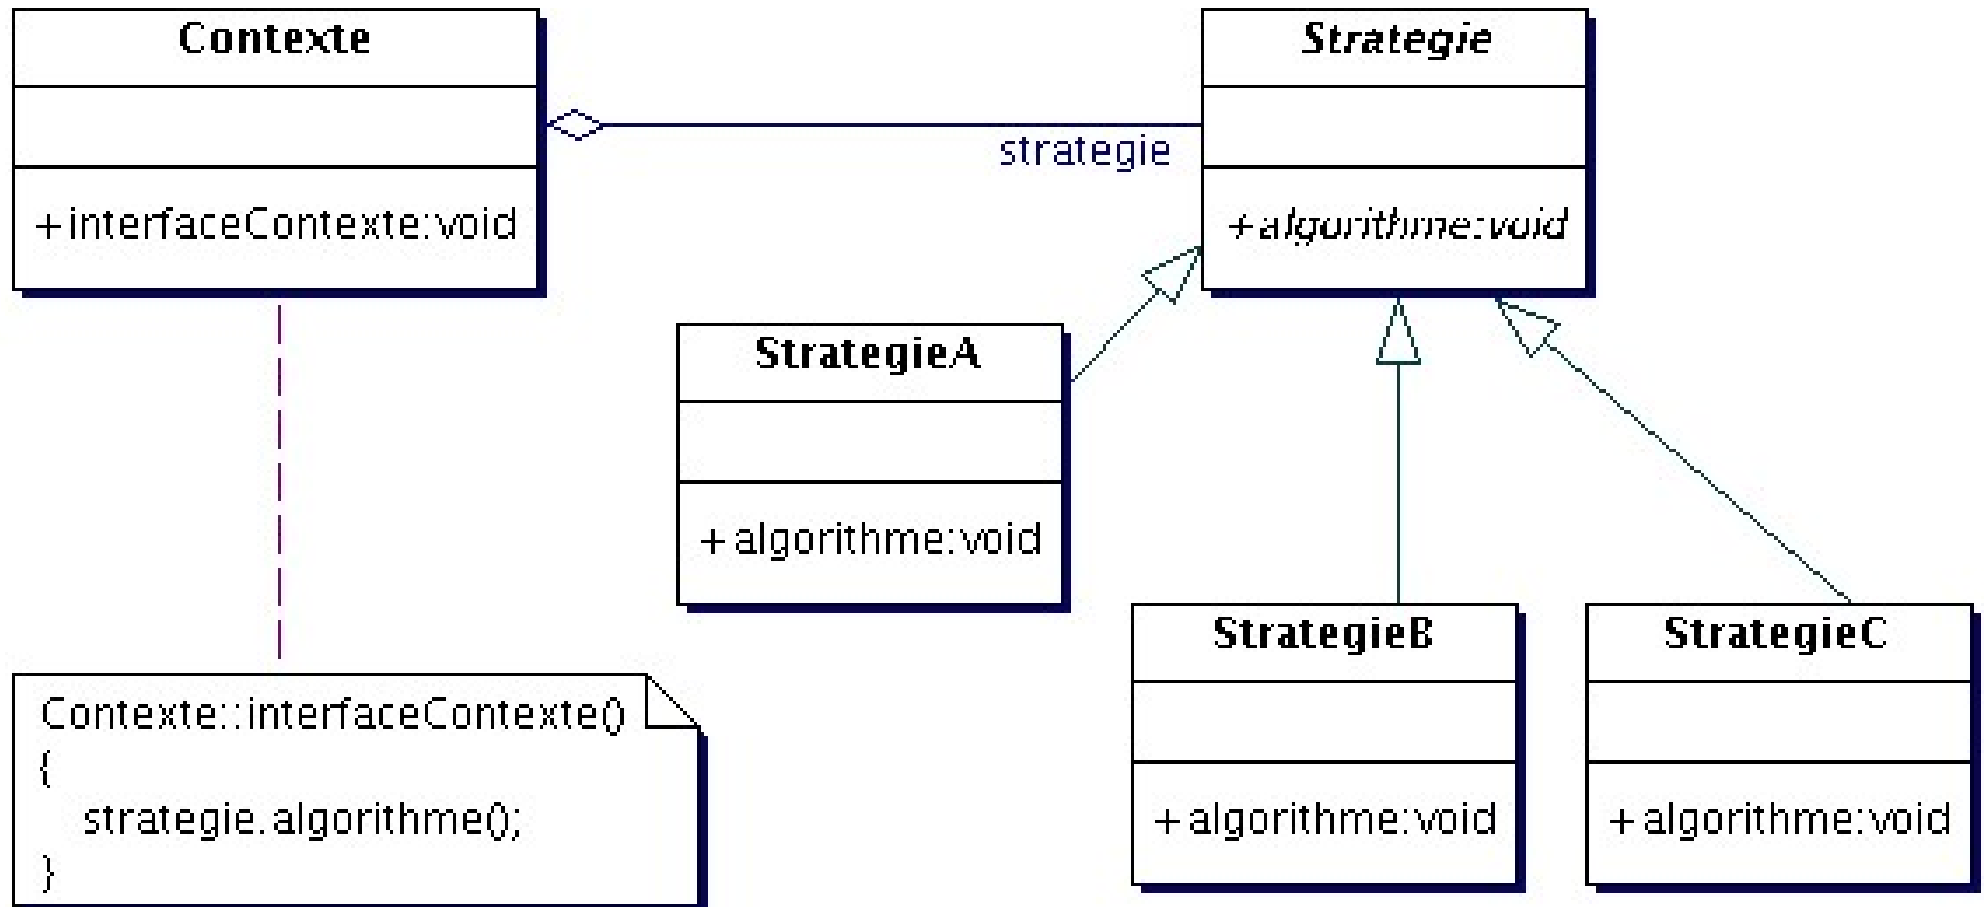 Contexte
+interfaceContexte:void
strategie
Strategie
+algorithme:void
StrategieA
+algorithme:void
StrategieB
+algorithme:void
StrategieC
+algorithme:void
Contexte::interfaceContexte()
{
strategie.algorithme();
}